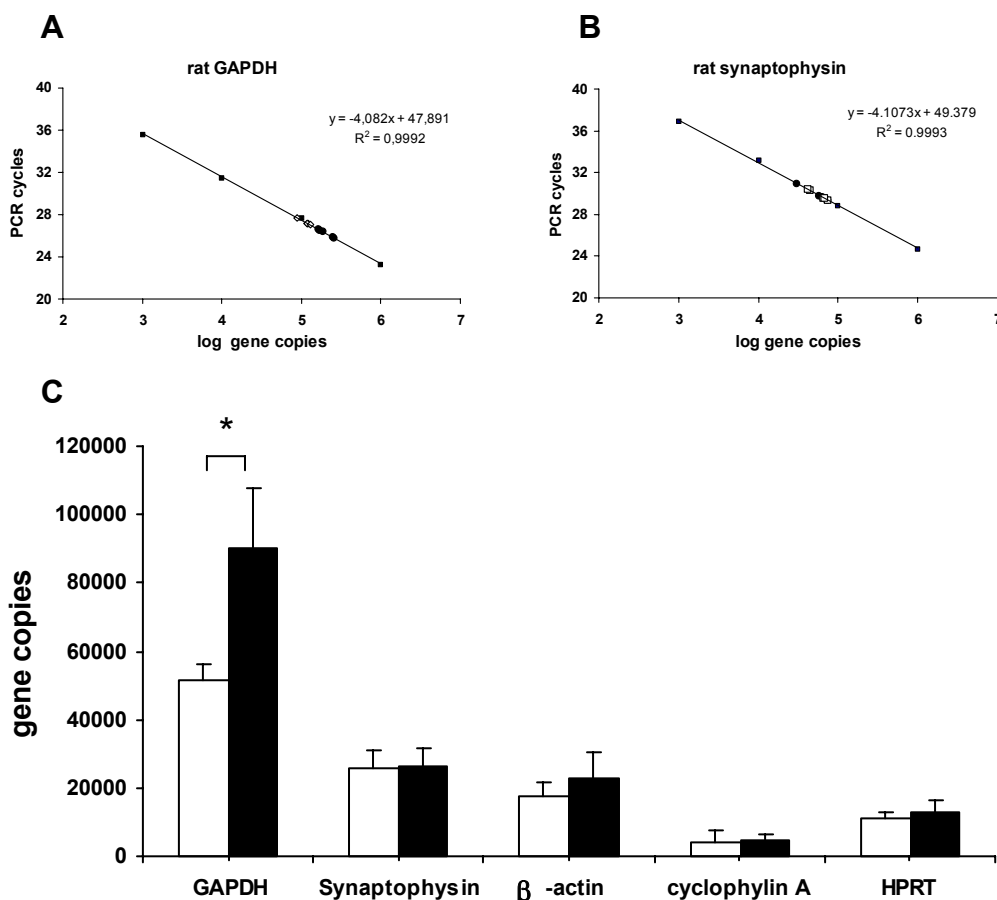 A
rat GAPDH
40
36
32
28
24
20
PCR cycles
y = -4,082x + 47,891
R² = 0,9992
2 3 4 5 6 7
log gene copies
B
rat synaptophysin
40
36
32
28
24
20
PCR cycles
y = -4.1073x + 49.379
R² = 0.9993
2 3 4 5 6 7
log gene copies
C
*
120000
100000
80000
60000
40000
20000
0
gene copies
GAPDH Synaptophysin β -actin cyclophylin A HPRT